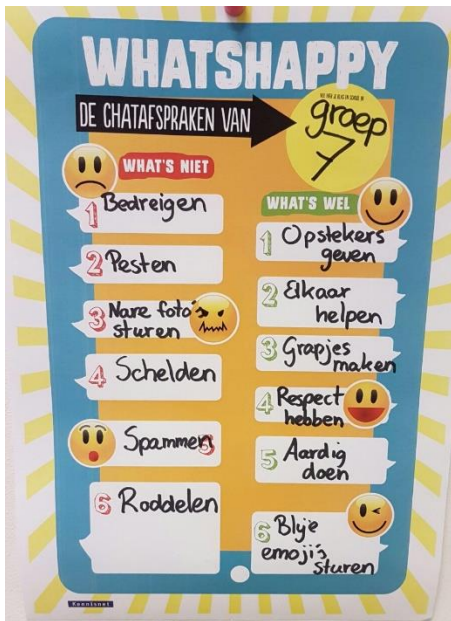 WHATSHAPPY
DE CHATAFSPRAKEN VAN
groep
7
WHAT'S NIET
1 Bedreigen
2 Pesten
3 Nare foto's
sturen
4 Schelden
Spammen 5
6 Roddelen
WHAT'S WEL
1 Opstekers
geven
2 Elkaar
helpen
3 Grapjes
maken
4 Respect
hebben
5 Aardig
doen
6 Blije
emoji's
sturen
Kennisnet